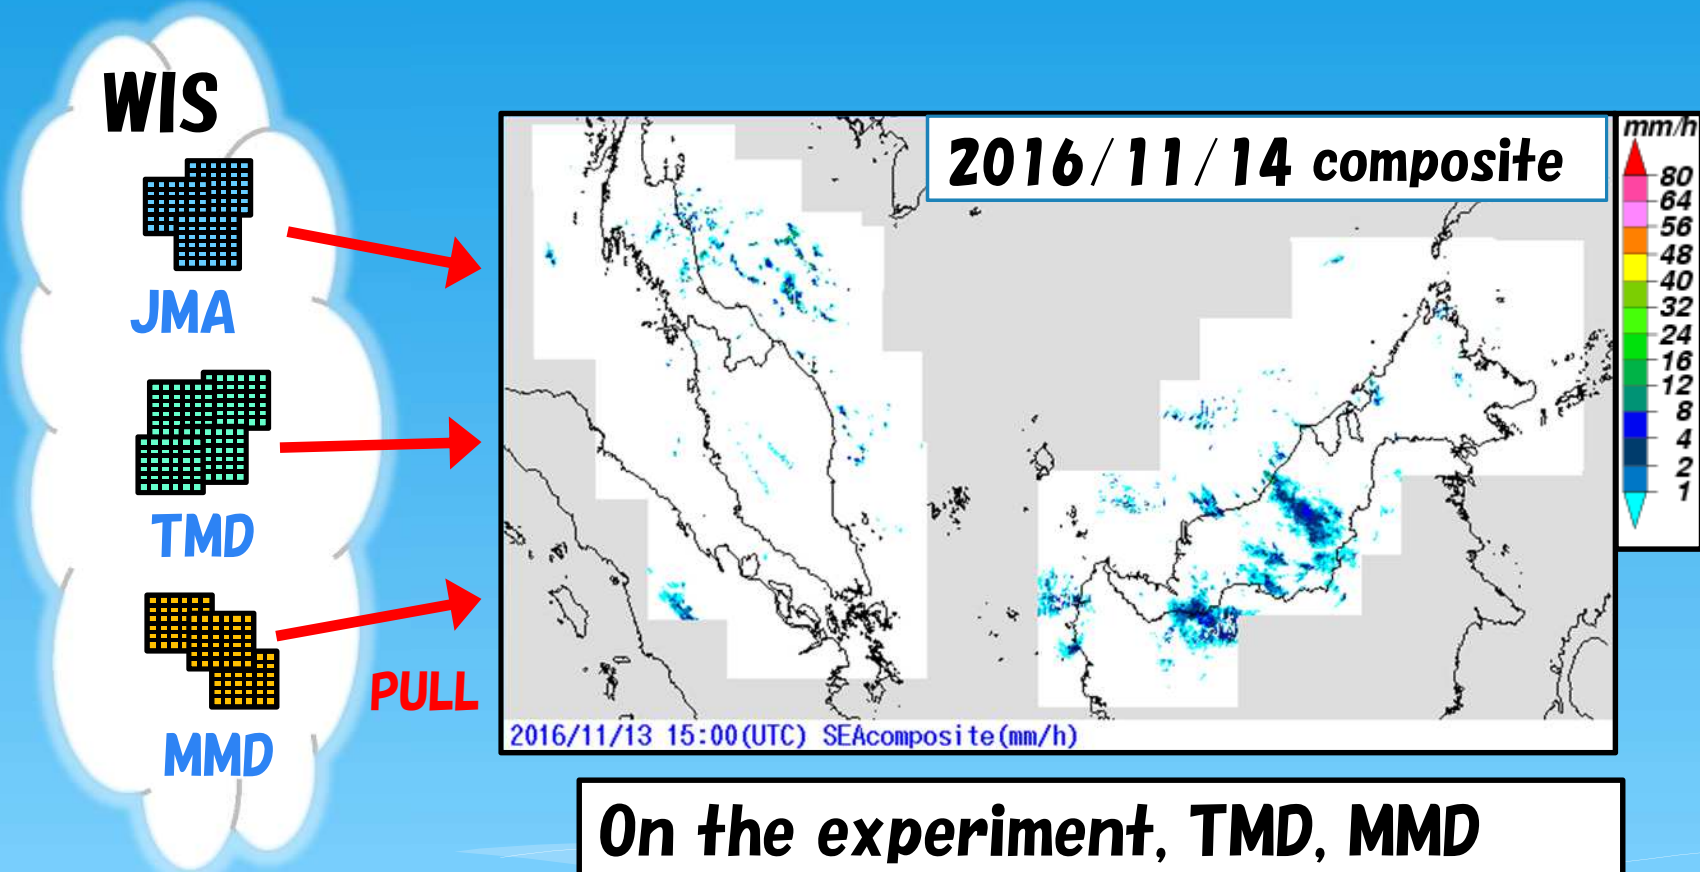 WIS
JMA
TMD
MMD
PULL
2016/11/14 composite
mm/h
80
64
56
48
40
32
24
16
12
8
4
2
1
2016/11/13 15:00(UTC) SEAcomposite(mm/h)
On the experiment, TMD, MMD